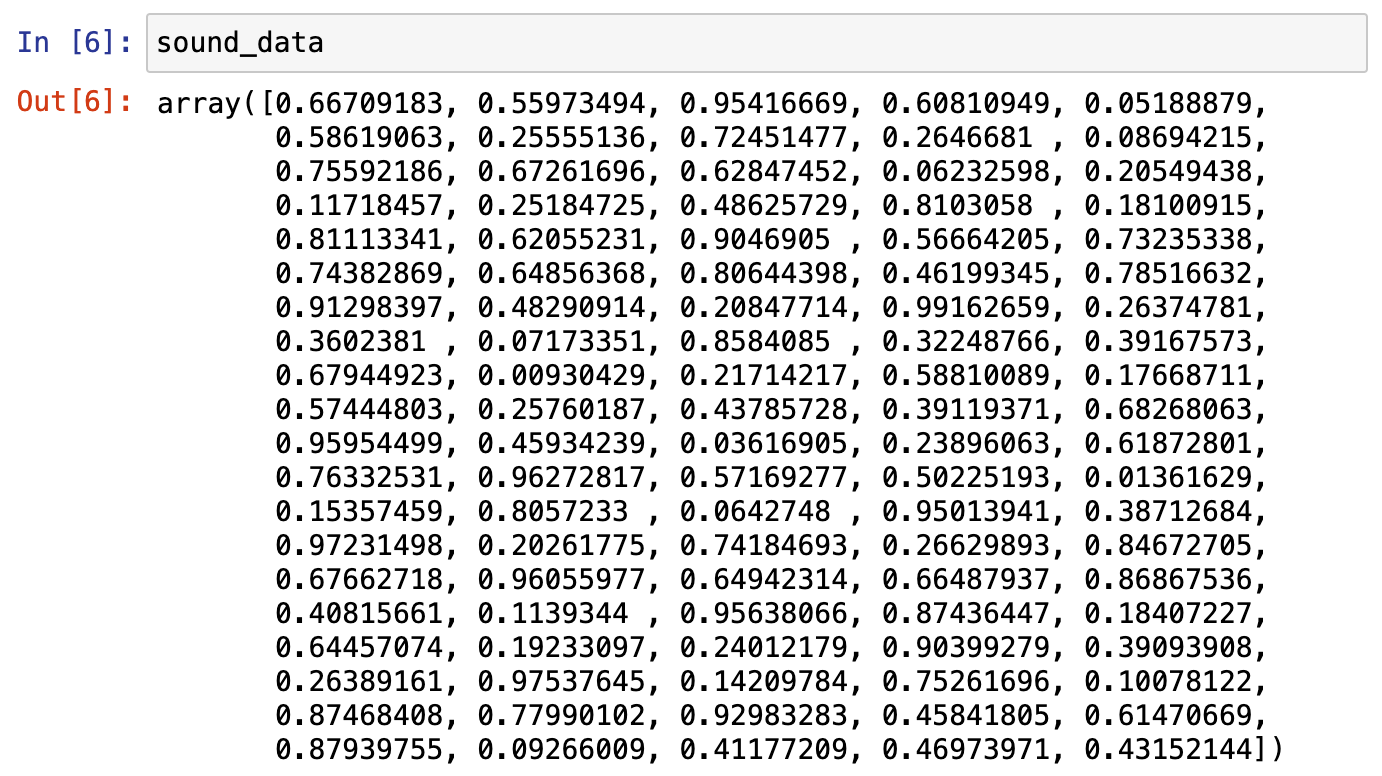 In [6]: sound_data
Out[6]: array([0.66709183, 0.55973494, 0.95416669, 0.60810949, 0.05188879,
0.58619063, 0.25555136, 0.72451477, 0.2646681 , 0.08694215,
0.75592186, 0.67261696, 0.62847452, 0.06232598, 0.20549438,
0.11718457, 0.25184725, 0.48625729, 0.8103058 , 0.18100915,
0.81113341, 0.62055231, 0.9046905 , 0.56664205, 0.73235338,
0.74382869, 0.64856368, 0.80644398, 0.46199345, 0.78516632,
0.91298397, 0.48290914, 0.20847714, 0.99162659, 0.26374781,
0.3602381 , 0.07173351, 0.8584085 , 0.32248766, 0.39167573,
0.67944923, 0.00930429, 0.21714217, 0.58810089, 0.17668711,
0.57444803, 0.25760187, 0.43785728, 0.39119371, 0.68268063,
0.95954499, 0.45934239, 0.03616905, 0.23896063, 0.61872801,
0.76332531, 0.96272817, 0.57169277, 0.50225193, 0.01361629,
0.15357459, 0.8057233 , 0.0642748 , 0.95013941, 0.38712684,
0.97231498, 0.20261775, 0.74184693, 0.26629893, 0.84672705,
0.67662718, 0.96055977, 0.64942314, 0.66487937, 0.86867536,
0.40815661, 0.1139344 , 0.95638066, 0.87436447, 0.18407227,
0.64457074, 0.19233097, 0.24012179, 0.90399279, 0.39093908,
0.26389161, 0.97537645, 0.14209784, 0.75261696, 0.10078122,
0.87468408, 0.77990102, 0.92983283, 0.45841805, 0.61470669,
0.87939755, 0.09266009, 0.41177209, 0.46973971, 0.43152144])